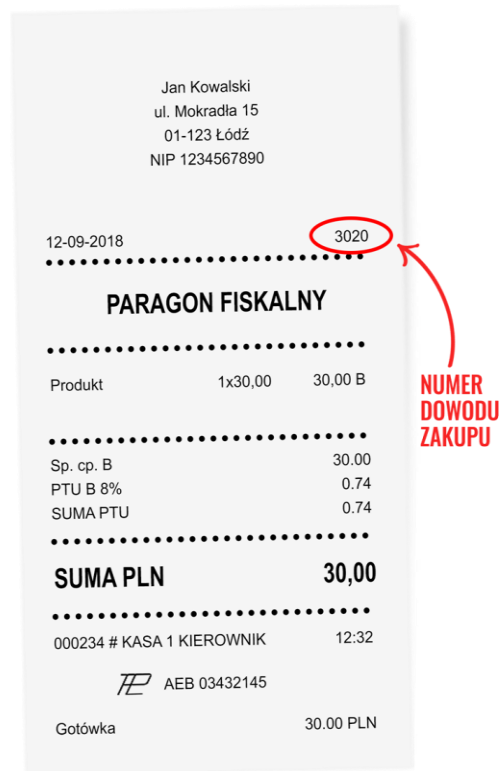 Jan Kowalski
ul. Mokradła 15
01-123 Łódź
NIP 1234567890
12-09-2018 3020
PARAGON FISKALNY
Produkt 1x30,00 30,00 B
Sp. cp. B 30.00
PTU B 8% 0.74
SUMA PTU 0.74
SUMA PLN 30,00
000234 # KASA 1 KIEROWNIK 12:32
AEB 03432145
Gotówka 30.00 PLN
NUMER
DOWODU
ZAKUPU